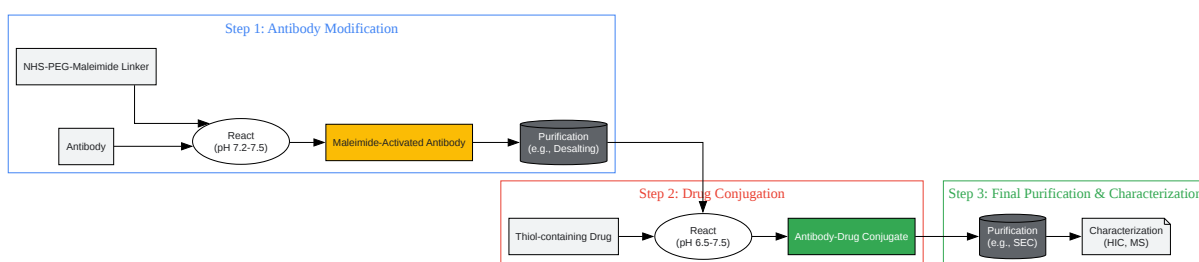 Step 1: Antibody Modification
NHS-PEG-Maleimide Linker
Antibody
React
(pH 7.2-7.5)
Maleimide-Activated Antibody
Purification
(e.g., Desalting)
Step 2: Drug Conjugation
Thiol-containing Drug
React
(pH 6.5-7.5)
Antibody-Drug Conjugate
Step 3: Final Purification & Characterization
Purification
(e.g., SEC)
Characterization
(HIC, MS)